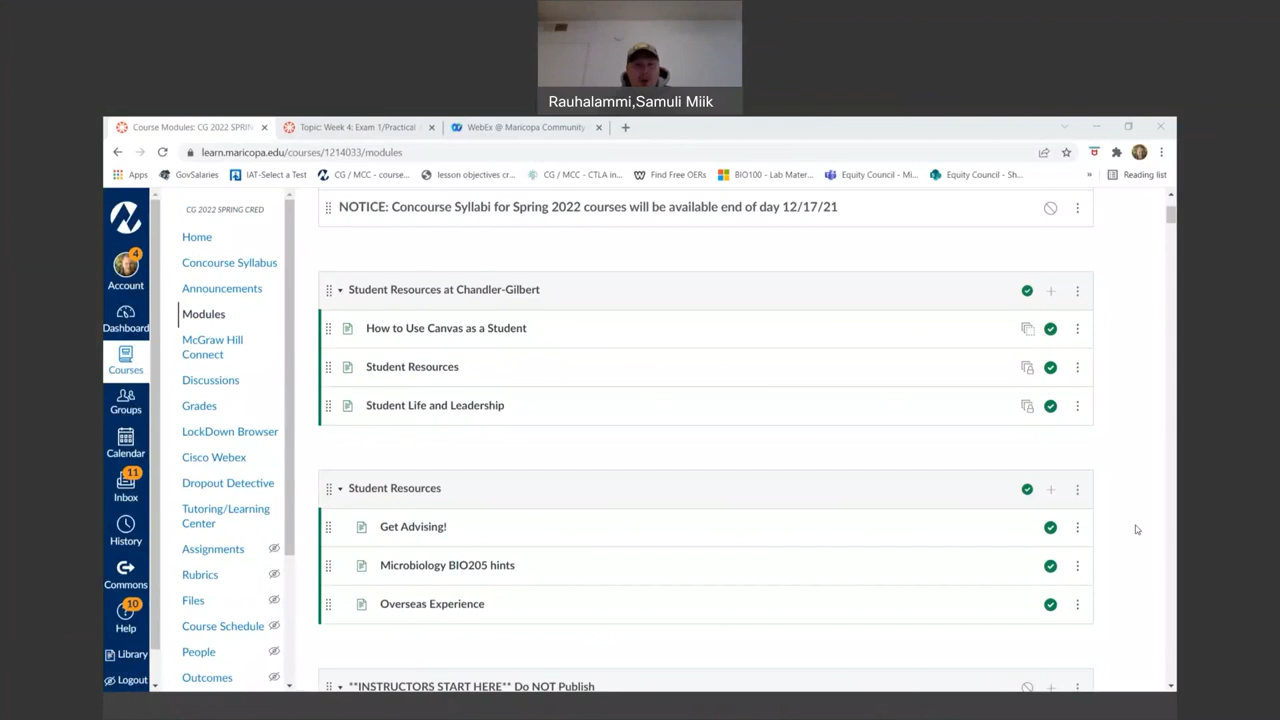 Rauhalammi,Samuli Miik
Course Modules: CG 2022 SPRIN
Topic: Week 4: Exam 1/Practical
WebEx @ Maricopa Community
learn.maricopa.edu/courses/1214033/modules
Apps
GovSalaries
IAT-Select a Test
CG / MCC - course...
lesson objectives cr...
CG / MCC - CTLA in...
Find Free OERs
BIO100 - Lab Mater...
Equity Council - Mi...
Equity Council - Sh...
»
Reading list
4
Account
Dashboard
Courses
Groups
Calendar
11
Inbox
History
Commons
10
Help
Library
Logout
CG 2022 SPRING CRED
Home
Concourse Syllabus
Announcements
Modules
McGraw Hill
Connect
Discussions
Grades
LockDown Browser
Cisco Webex
Dropout Detective
Tutoring/Learning
Center
Assignments
Rubrics
Files
Course Schedule
People
Outcomes
NOTICE: Concourse Syllabi for Spring 2022 courses will be available end of day 12/17/21
Student Resources at Chandler-Gilbert
How to Use Canvas as a Student
Student Resources
Student Life and Leadership
Student Resources
Get Advising!
Microbiology BIO205 hints
Overseas Experience
**INSTRUCTORS START HERE** Do NOT Publish